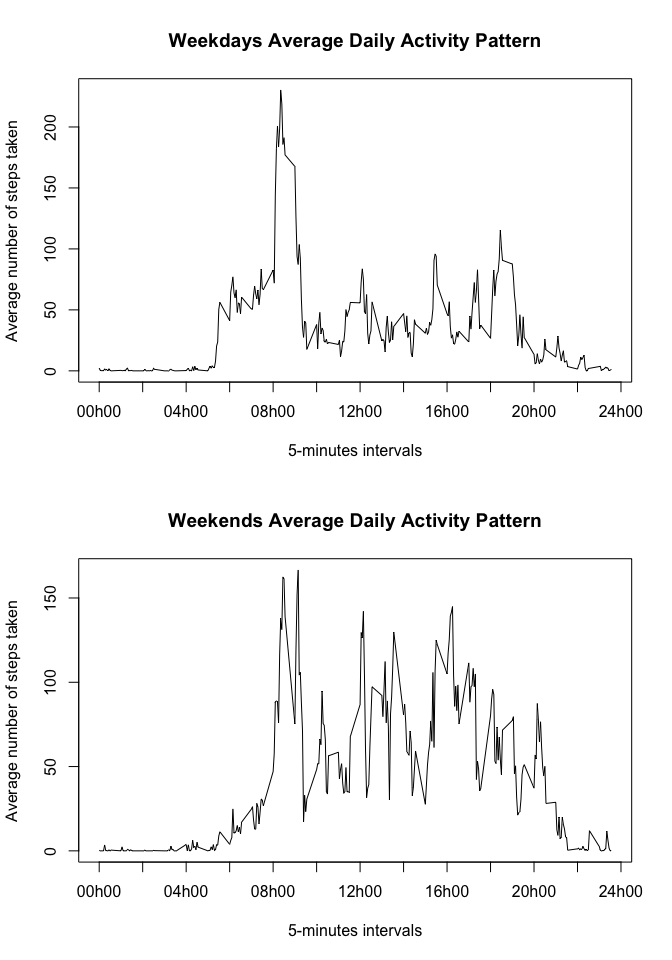 Weekdays Average Daily Activity Pattern
Average number of steps taken
200
150
100
50
0
00h00 04h00 08h00 12h00 16h00 20h00 24h00
5-minutes intervals
Weekends Average Daily Activity Pattern
Average number of steps taken
150
100
50
0
00h00 04h00 08h00 12h00 16h00 20h00 24h00
5-minutes intervals